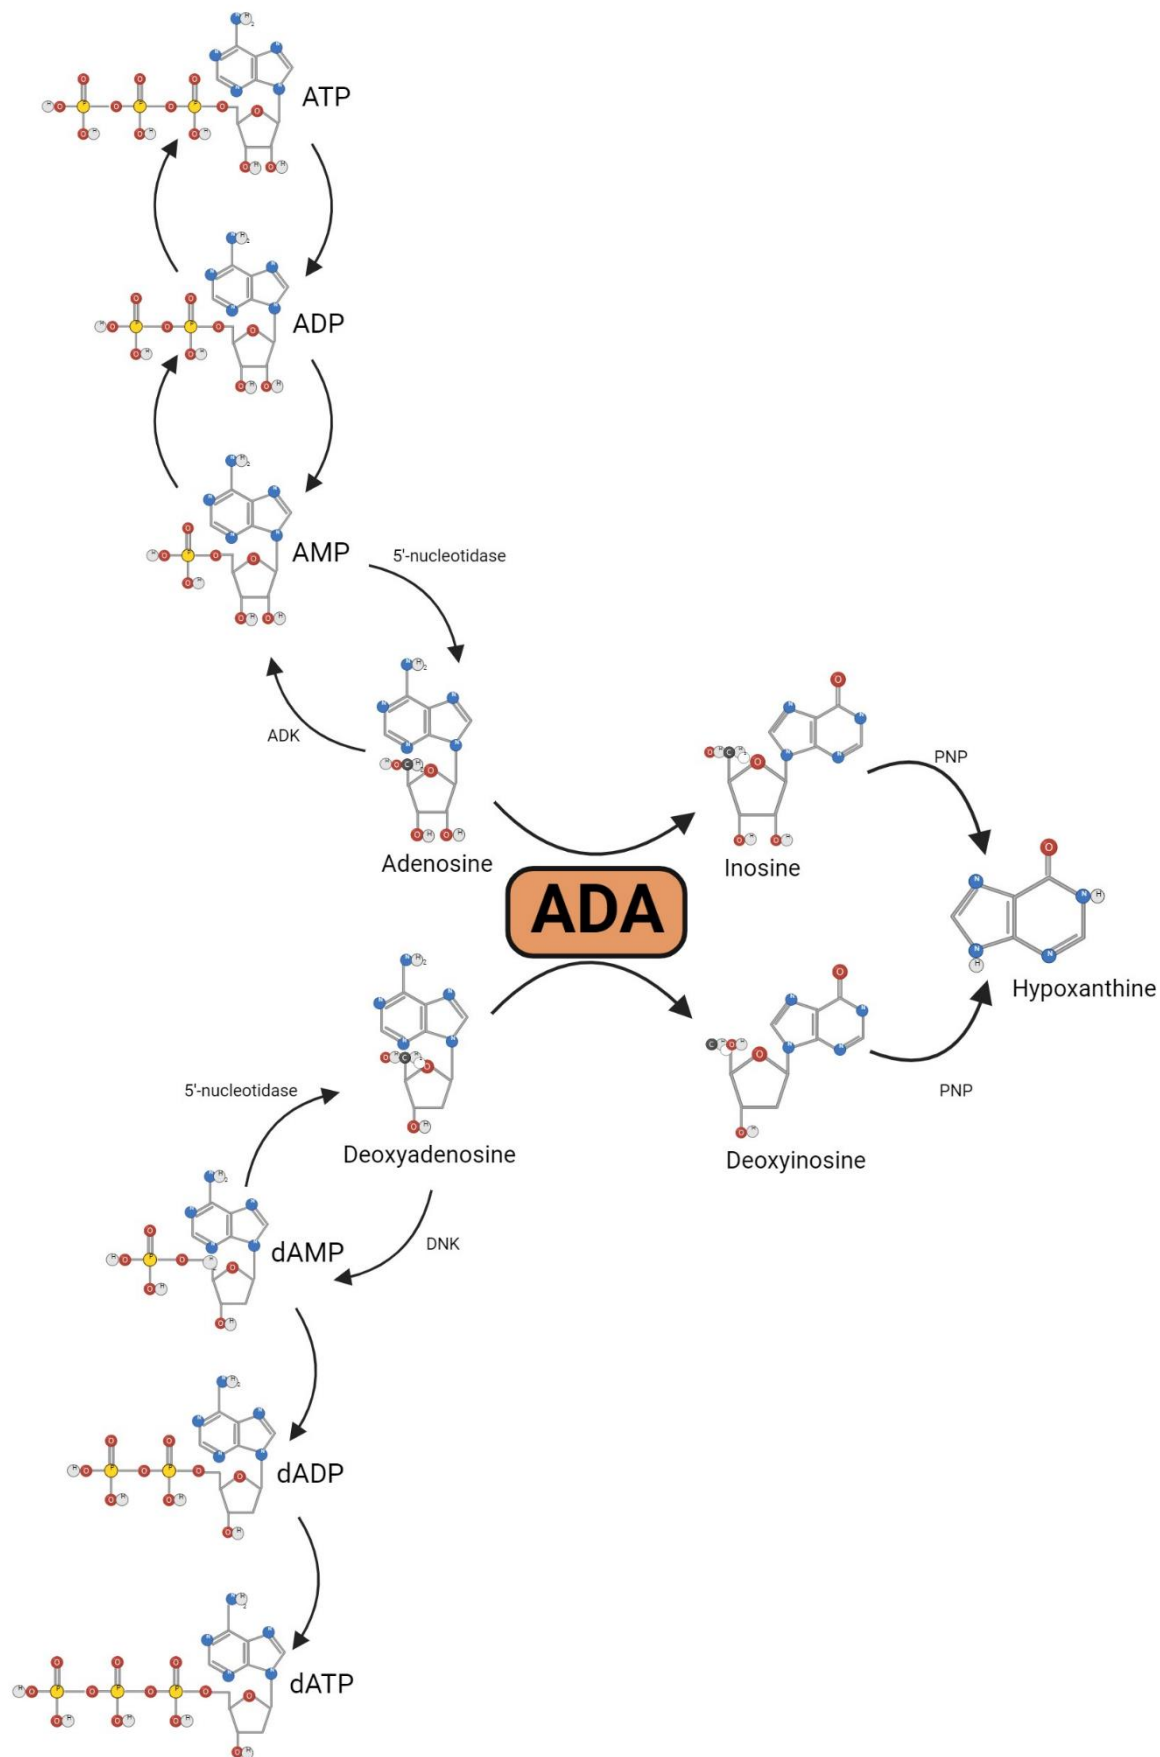 ATP
ADP
AMP
5'-nucleotidase
ADK
Adenosine
Inosine
PNP
ADA
Hypoxanthine
Deoxyadenosine
Deoxyinosine
PNP
5'-nucleotidase
dAMP
DNK
dADP
dATP